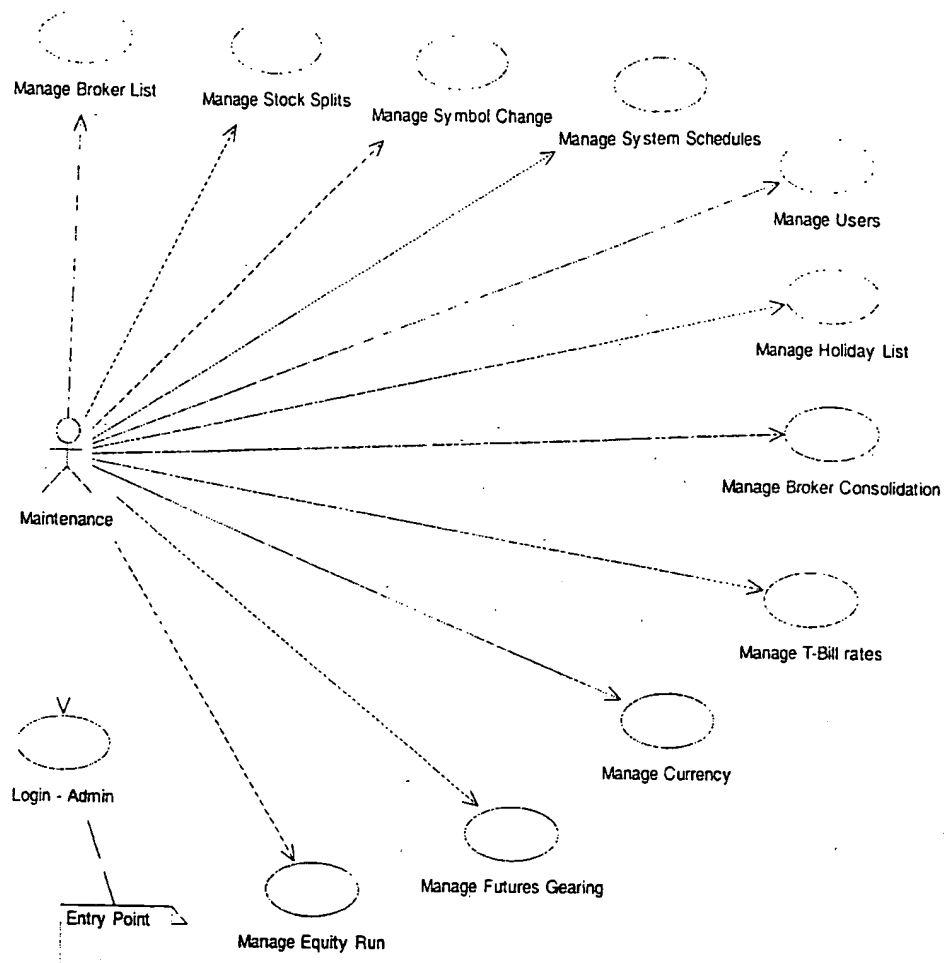 Manage Broker List
Manage Stock Splits
Manage Symbol Change
Manage System Schedules
Manage Users
Manage Holiday List
Manage Broker Consolidation
Maintenance
Manage T-Bill rates
Manage Currency
Login - Admin
Manage Futures Gearing
Entry Point
Manage Equity Run